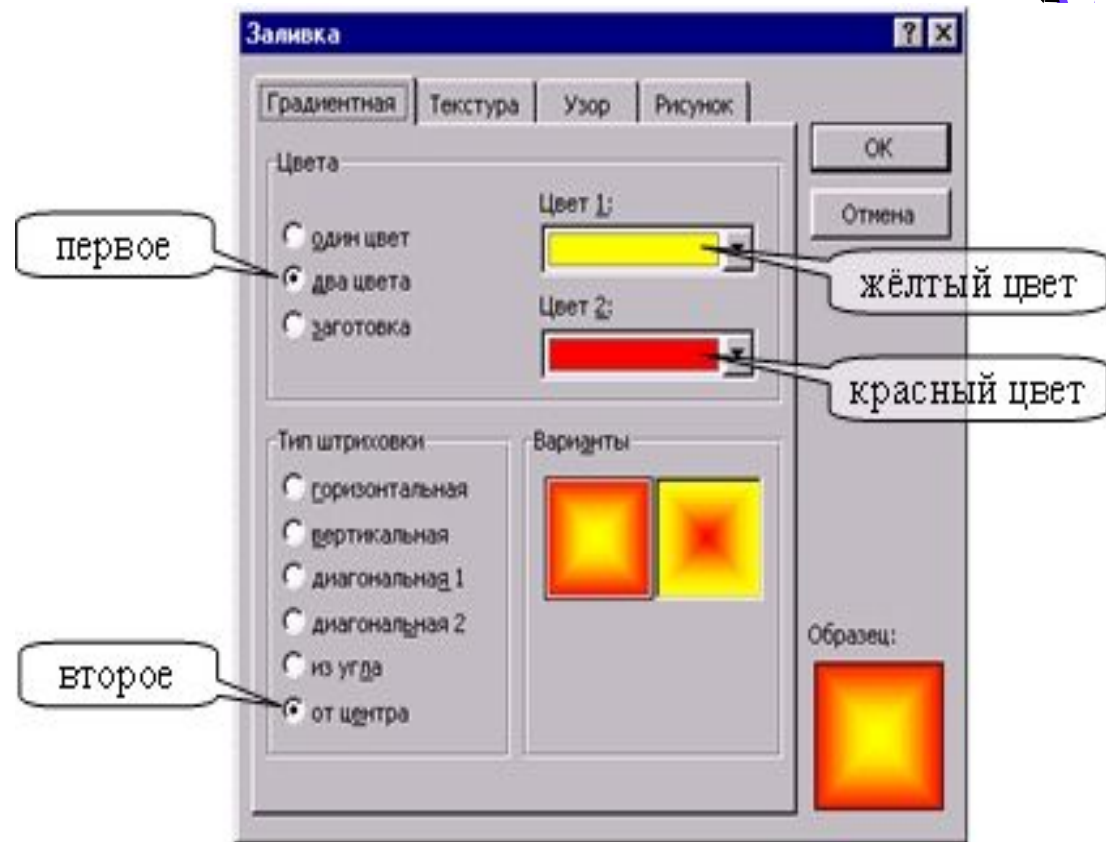 Заливка
Градиентная Текстура Узор Рисунок
Цвета
один цвет
два цвета
заготовка
Цвет 1:
Цвет 2:
OK
Отмена
первое
жёлтый цвет
красный цвет
Тип штриховки
горизонтальная
вертикальная
диагональная 1
диагональная 2
из угла
от центра
Варианты
второе
Образец: